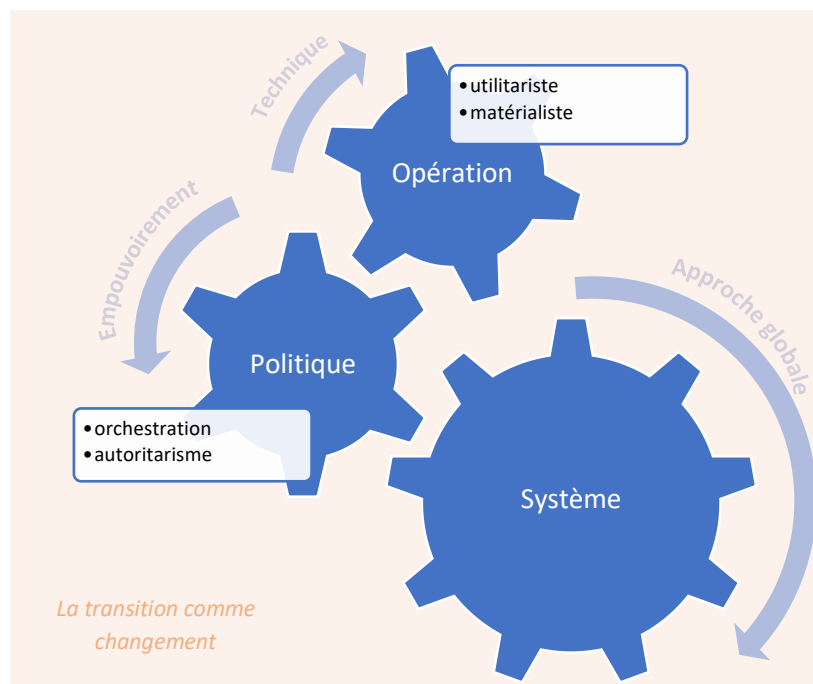 Technique
• utilitariste
• matérialiste
Opération
Empouvoirement
Approche globale
Politique
• orchestration
• autoritarisme
Système
La transition comme
changement